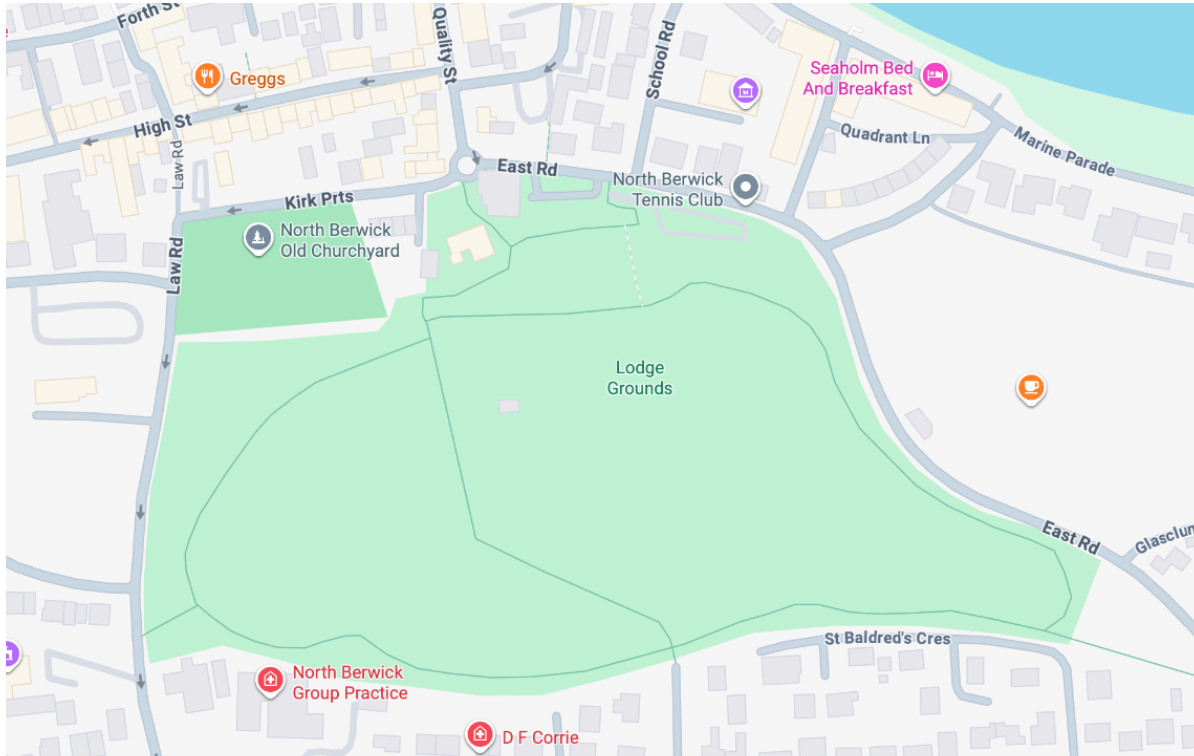 Forth St
Quality St
School Rd
Greggs
Seaholm Bed
And Breakfast
High St
Law Rd
Quadrant Ln
Marine Parade
East Rd
North Berwick
Tennis Club
Kirk Prts
North Berwick
Old Churchyard
Law Rd
Lodge
Grounds
East Rd
Glasclun
St Baldred's Cres
North Berwick
Group Practice
D F Corrie